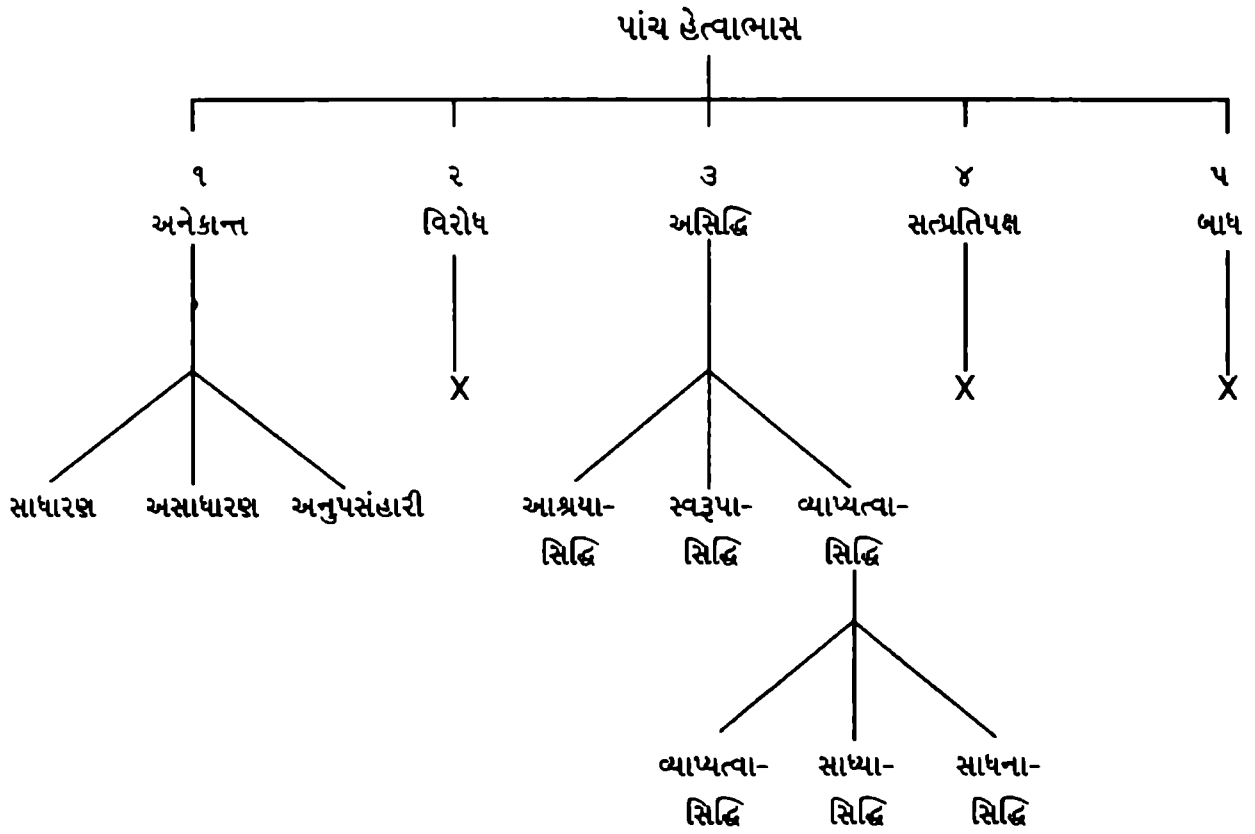 પાંચ હેત્વાભાસ
૧ ૨ ૩ ૪ ૫
અનેકાન્ત વિરોધ અસિદ્ધિ સત્પ્રતિપક્ષ બાધ
X X X
સાધારણ અસાધારણ અનુપસંહારી આશ્રયા- સ્વરૂપા- વ્યાપ્યત્વા-
સિદ્ધિ સિદ્ધિ સિદ્ધિ
વ્યાપ્યત્વા- સાધ્યા- સાધના-
સિદ્ધિ સિદ્ધિ સિદ્ધિ